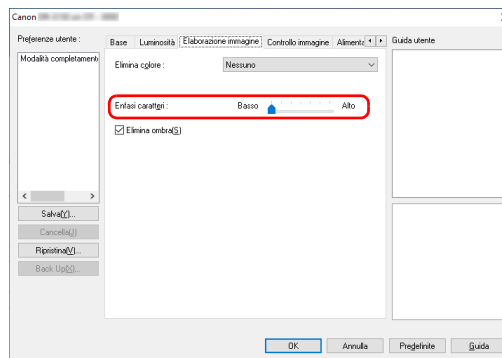 Canon
Preferenze utente :
Modalità completament
Salva(Y)...
Cancella(J)
Ripristina(V)...
Back Up(X)...
Base Luminosità Elaborazione immagine Controllo immagine Alimenta
Elimina colore : Nessuno
Enfasi caratteri : Basso Alto
Elimina ombra(S)
Guida utente
OK Annulla Predefinite Guida